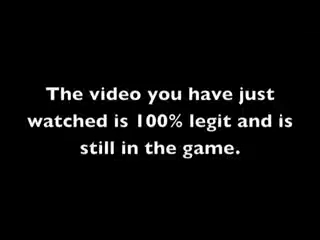 The video you have just
watched is 100% legit and is
still in the game.